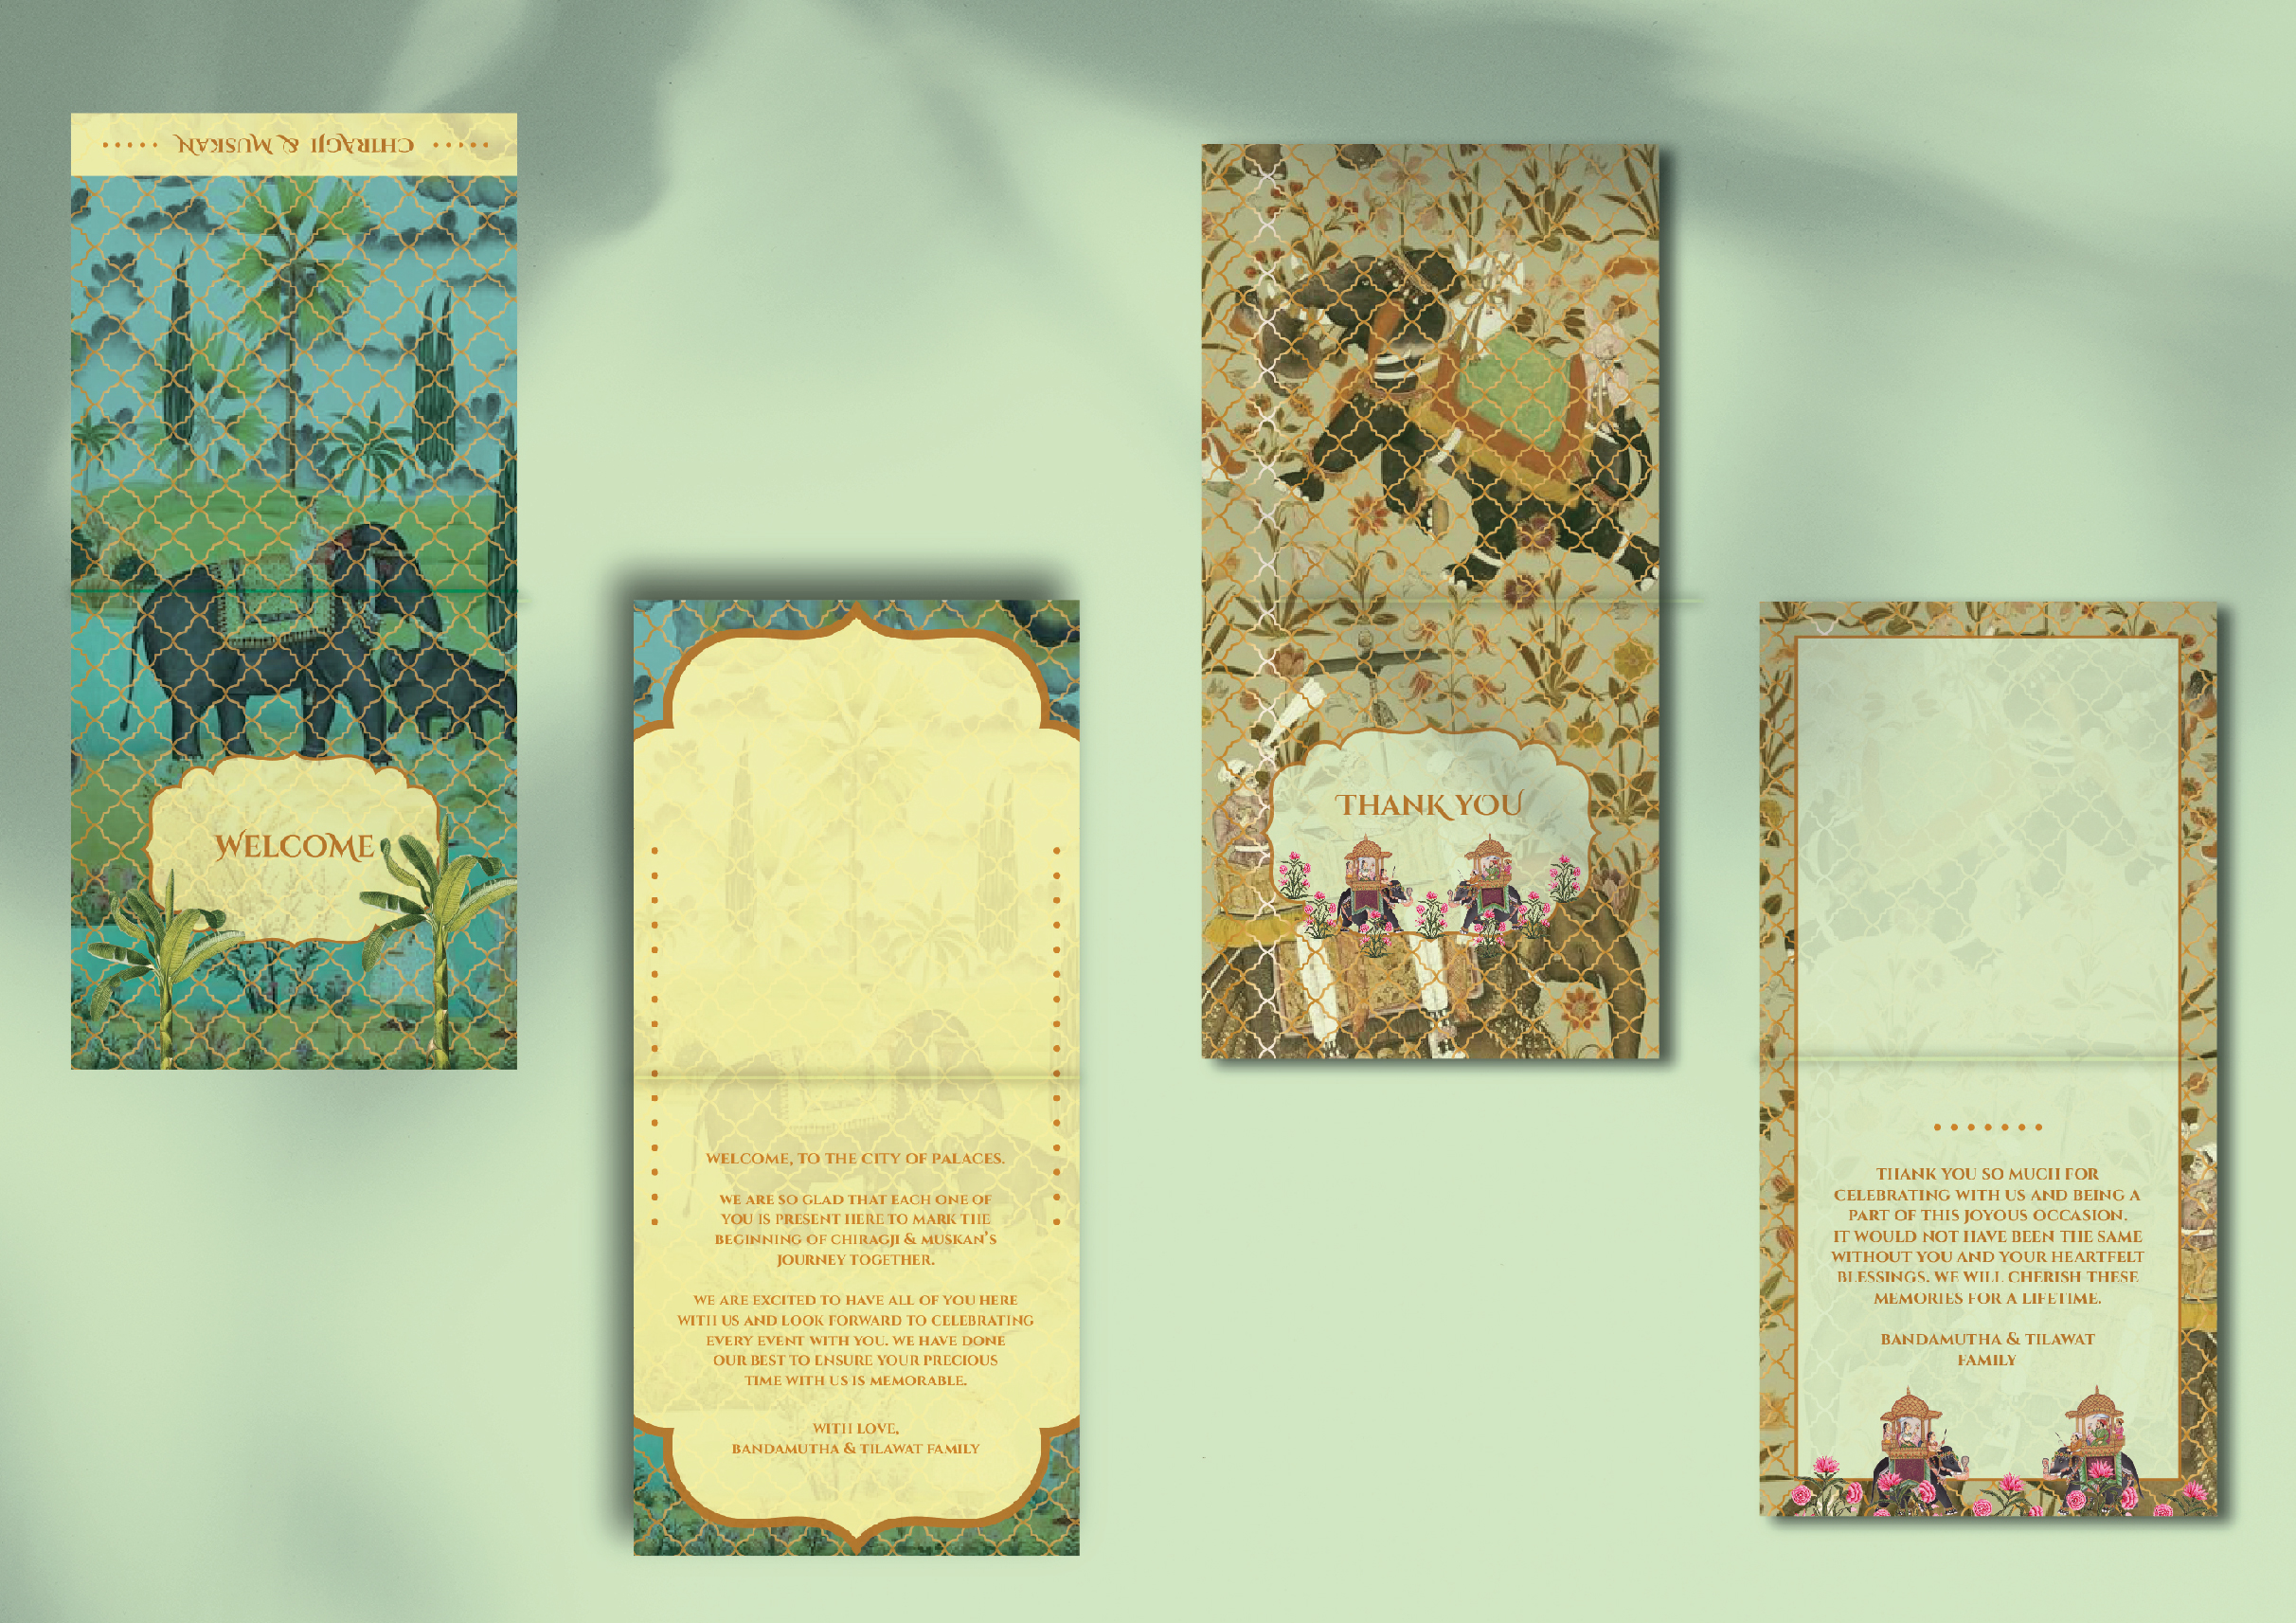 CHIRAGJI & MUSKAN
WELCOME
WELCOME, TO THE CITY OF PALACES.
WE ARE SO GLAD THAT EACH ONE OF
YOU IS PRESENT HERE TO MARK THE
BEGINNING OF CHIRAGJI & MUSKAN'S
JOURNEY TOGETHER.
WE ARE EXCITED TO HAVE ALL OF YOU HERE
WITH US AND LOOK FORWARD TO CELEBRATING
EVERY EVENT WITH YOU. WE HAVE DONE
OUR BEST TO ENSURE YOUR PRECIOUS
TIME WITH US IS MEMORABLE.
WITH LOVE,
BANDAMUTHA & TILAWAT FAMILY
THANK YOU
THANK YOU SO MUCH FOR
CELEBRATING WITH US AND BEING A
PART OF THIS JOYOUS OCCASION.
IT WOULD NOT HAVE BEEN THE SAME
WITHOUT YOU AND YOUR HEARTFELT
BLESSINGS. WE WILL CHERISH THESE
MEMORIES FOR A LIFETIME.
BANDAMUTHA & TILAWAT
FAMILY